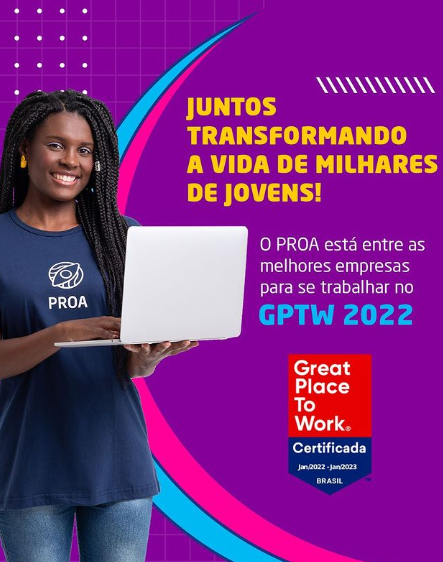 JUNTOS
TRANSFORMANDO
A VIDA DE MILHARES
DE JOVENS!
O PROA está entre as
melhores empresas
para se trabalhar no
GPTW 2022
PROA
Great
Place
To
Work®
Certificada
Jan/2022 - Jan/2023
BRASIL